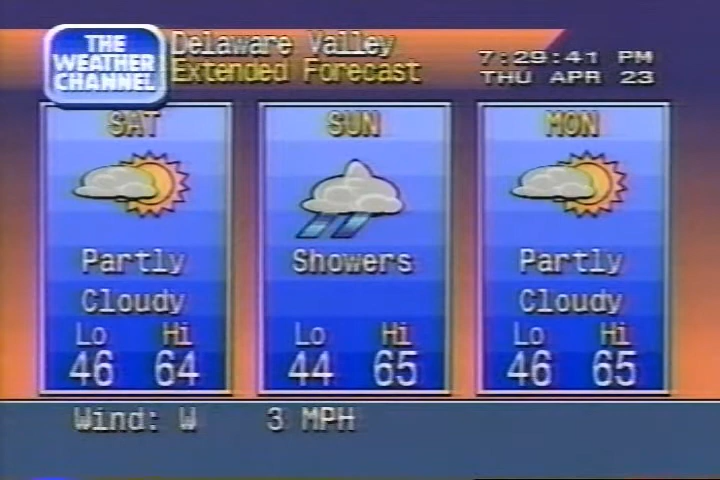 THE
WEATHER
CHANNEL
Delaware Valley
Extended Forecast
7:29:41 PM
THU APR 23
SAT
Partly
Cloudy
Lo Hi
46 64
SUN
Showers
Lo Hi
44 65
MON
Partly
Cloudy
Lo Hi
46 65
Wind: W 3 MPH